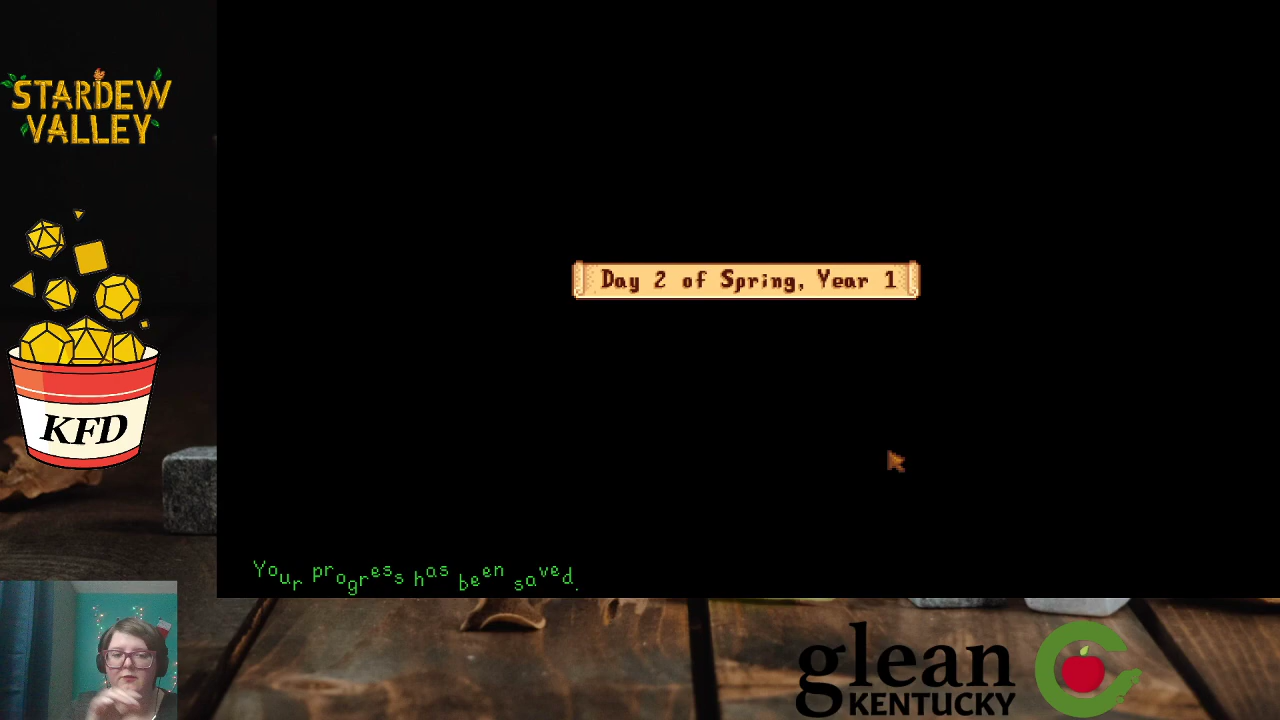 STARDEW
VALLEY
KFD
Day 2 of Spring, Year 1
Your progress has been saved.
glean
KENTUCKY